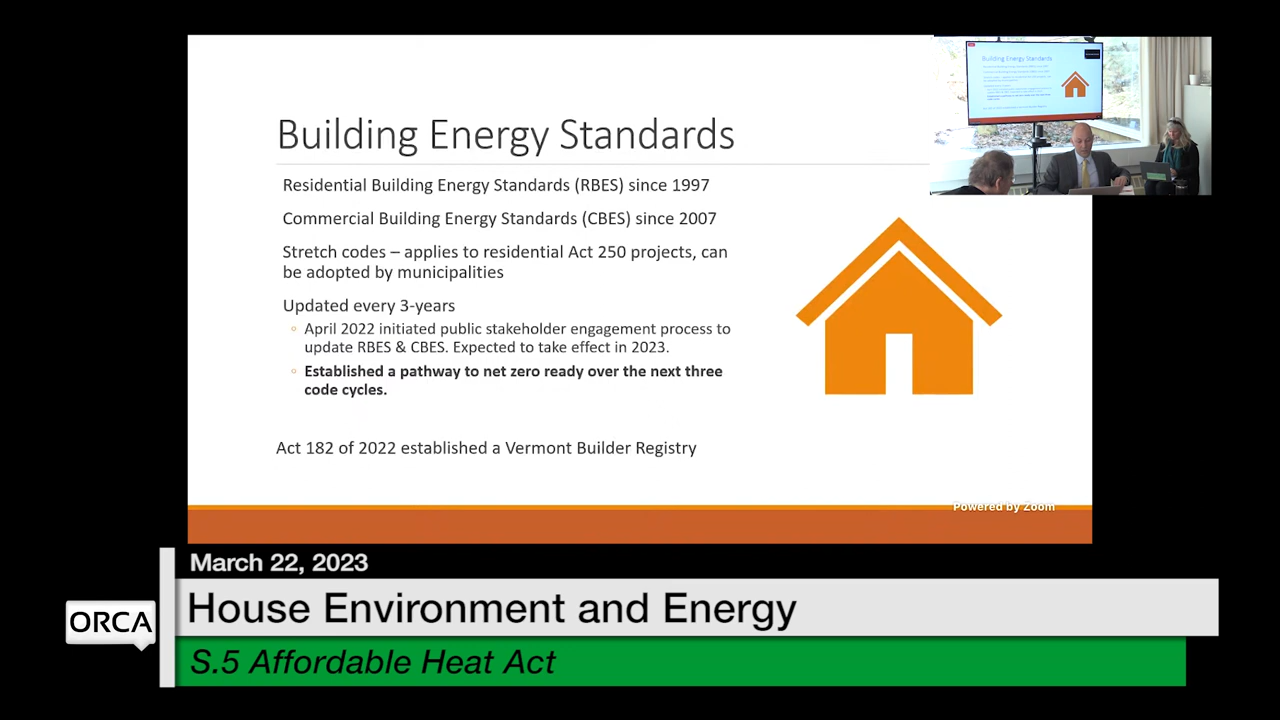 Building Energy Standards
Residential Building Energy Standards (RBES) since 1997
Commercial Building Energy Standards (CBES) since 2007
Stretch codes – applies to residential Act 250 projects, can
be adopted by municipalities
Updated every 3-years
April 2022 initiated public stakeholder engagement process to
update RBES & CBES. Expected to take effect in 2023.
Established a pathway to net zero ready over the next three
code cycles.
Act 182 of 2022 established a Vermont Builder Registry
Building Energy Standards
Powered by Zoom
March 22, 2023
ORCA
House Environment and Energy
S.5 Affordable Heat Act